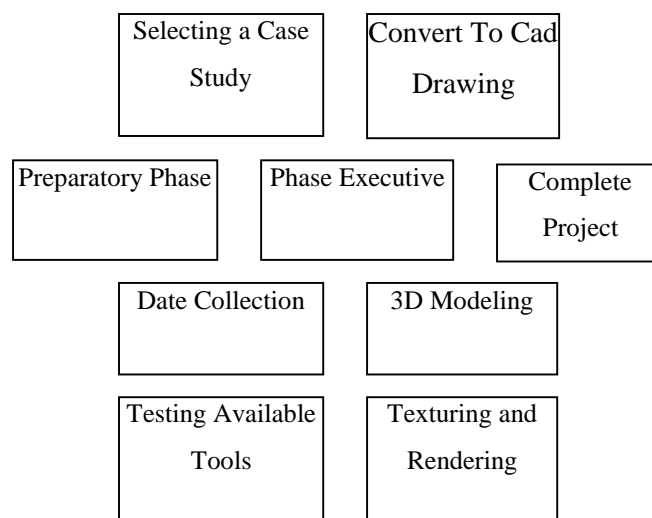 Selecting a Case
Study
Convert To Cad
Drawing
Preparatory Phase
Phase Executive
Complete
Project
Date Collection
3D Modeling
Testing Available
Tools
Texturing and
Rendering